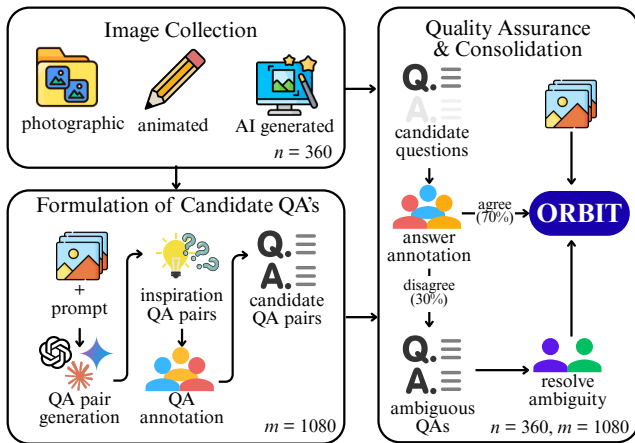 Image Collection
photographic
animated
AI generated
n = 360
Formulation of Candidate QA's
+
prompt
QA pair
generation
inspiration
QA pairs
QA
annotation
Q.
A.
candidate
QA pairs
m = 1080
Quality Assurance
& Consolidation
Q.
A.
candidate
questions
answer
annotation
agree
(70%)
ORBIT
disagree
(30%)
Q.
A.
ambiguous
QAs
resolve
ambiguity
n = 360, m = 1080